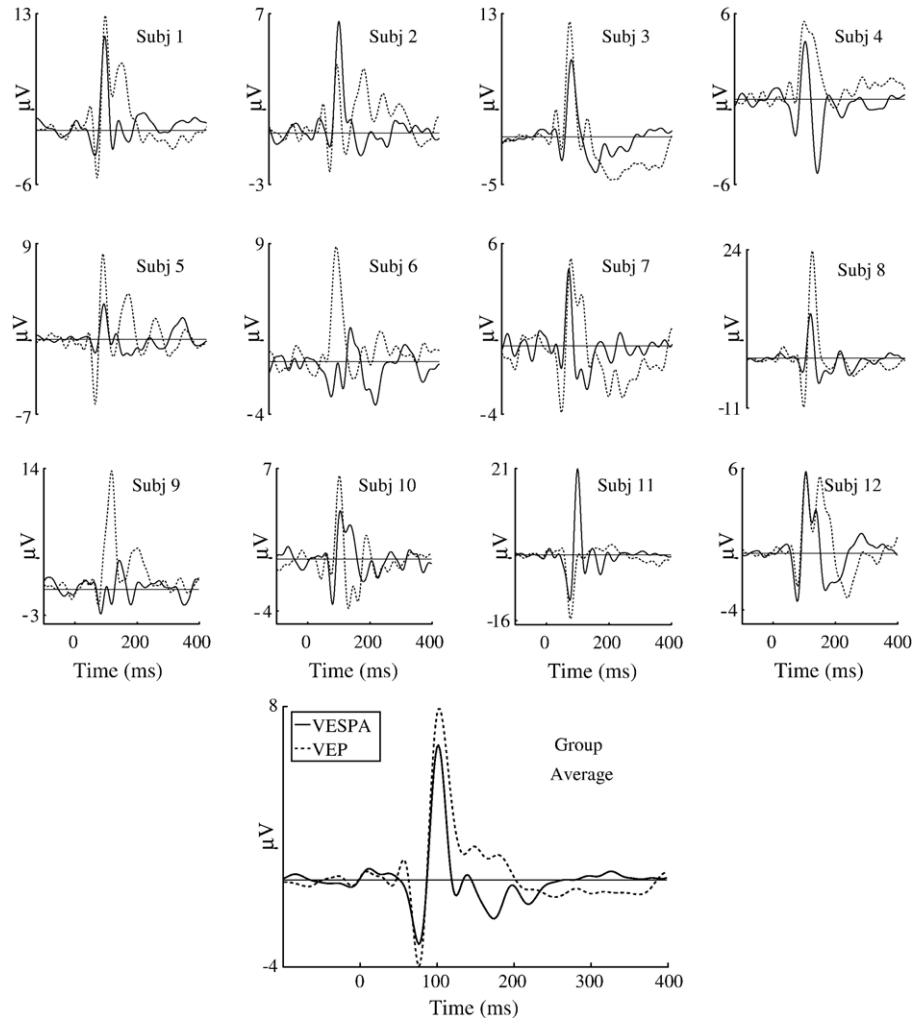 13
7
13
6
Subj 1
Subj 2
Subj 3
Subj 4
µV
µV
µV
µV
-6
-3
-5
-6
9
9
6
24
Subj 5
Subj 6
Subj 7
Subj 8
µV
µV
µV
µV
-7
-4
-4
-11
14
7
21
6
Subj 9
Subj 10
Subj 11
Subj 12
µV
µV
µV
µV
-3
-4
-16
-4
0 200 400
0 200 400
0 200 400
0 200 400
Time (ms)
Time (ms)
Time (ms)
Time (ms)
8
VESPA
VEP
Group
Average
µV
-4
0 100 200 300 400
Time (ms)